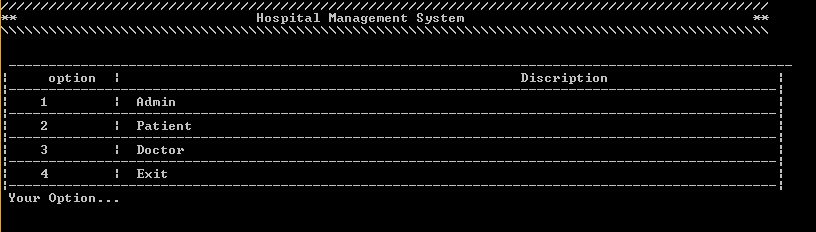 ** Hospital Management System **
option | Discription
1 | Admin
2 | Patient
3 | Doctor
4 | Exit
Your Option...